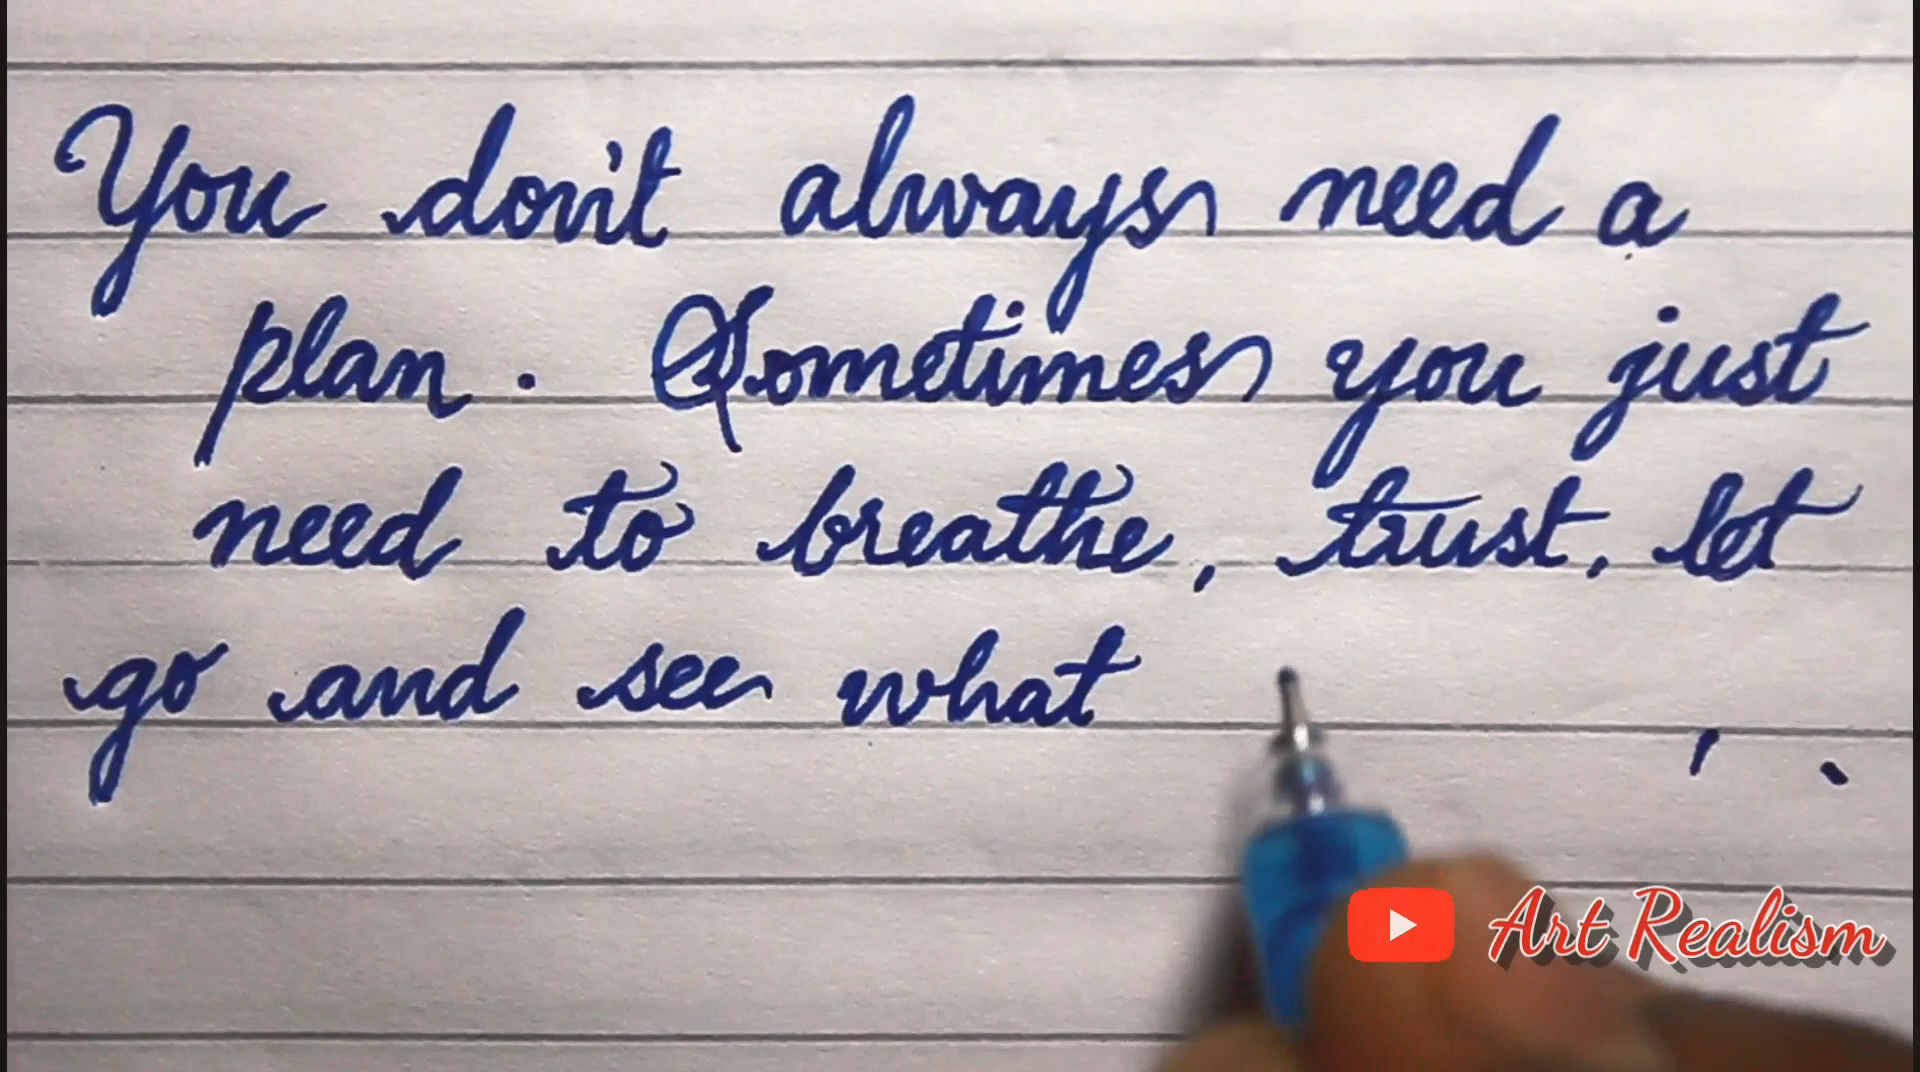 You don't always need a
plan. Sometimes you just
need to breathe, trust, let
go and see what
Art Realism